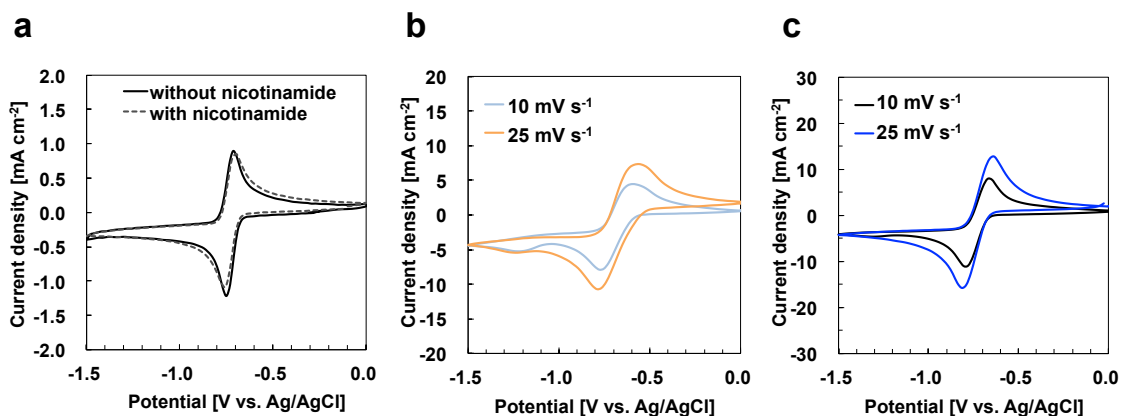 a
2.0
1.5
1.0
0.5
0.0
-0.5
-1.0
-1.5
-2.0
Current density [mA cm-2]
without nicotinamide
with nicotinamide
-1.5 -1.0 -0.5 0.0
Potential [V vs. Ag/AgCl]
b
20
15
10
5
0
-5
-10
-15
-20
Current density [mA cm-2]
10 mV s-1
25 mV s-1
-1.5 -1.0 -0.5 0.0
Potential [V vs. Ag/AgCl]
c
30
20
10
0
-10
-20
-30
Current density [mA cm-2]
10 mV s-1
25 mV s-1
-1.5 -1.0 -0.5 0.0
Potential [V vs. Ag/AgCl]